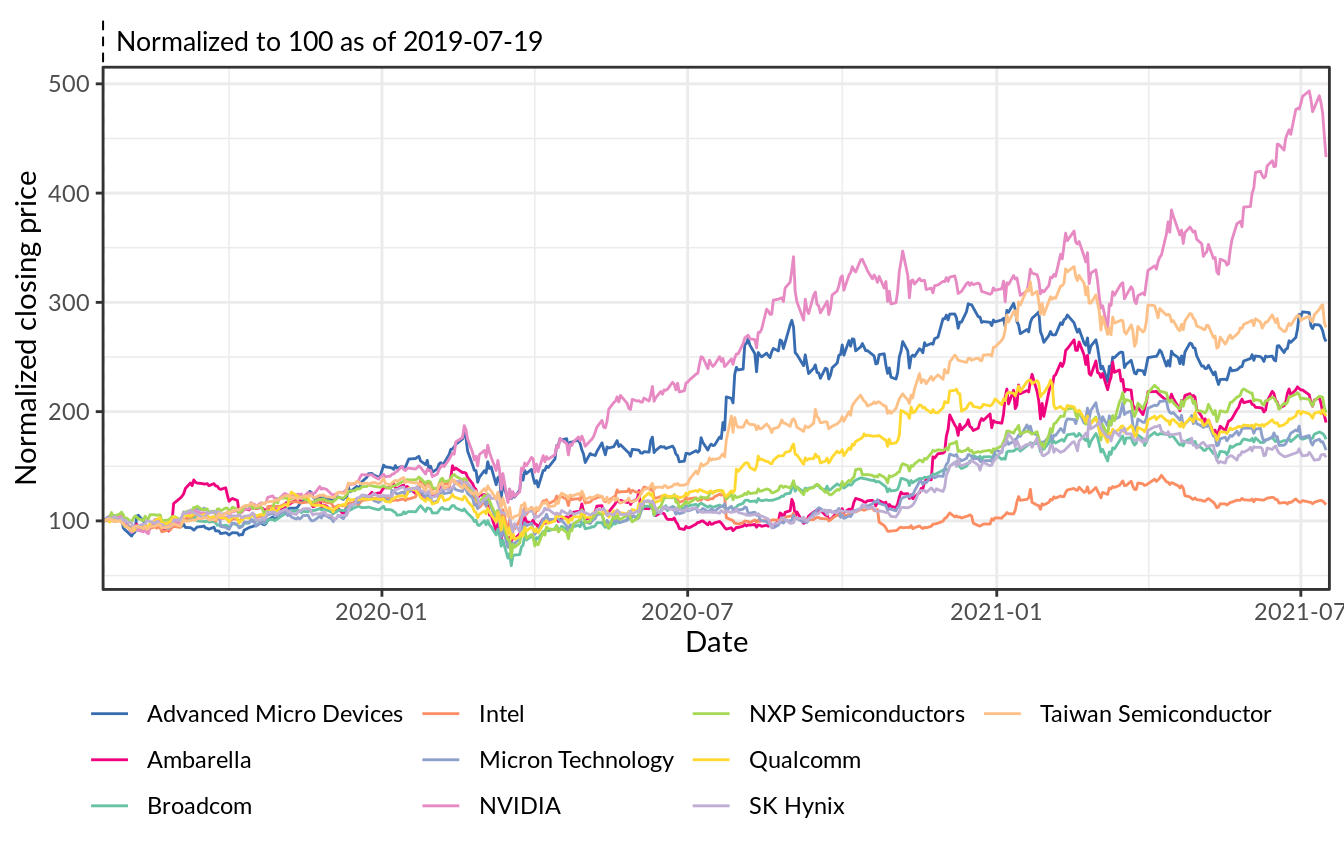 Normalized to 100 as of 2019-07-19
500
400
300
200
100
Normalized closing price
2020-01 2020-07 2021-01 2021-07
Date
Advanced Micro Devices Intel NXP Semiconductors Taiwan Semiconductor
Ambarella Micron Technology Qualcomm
Broadcom NVIDIA SK Hynix